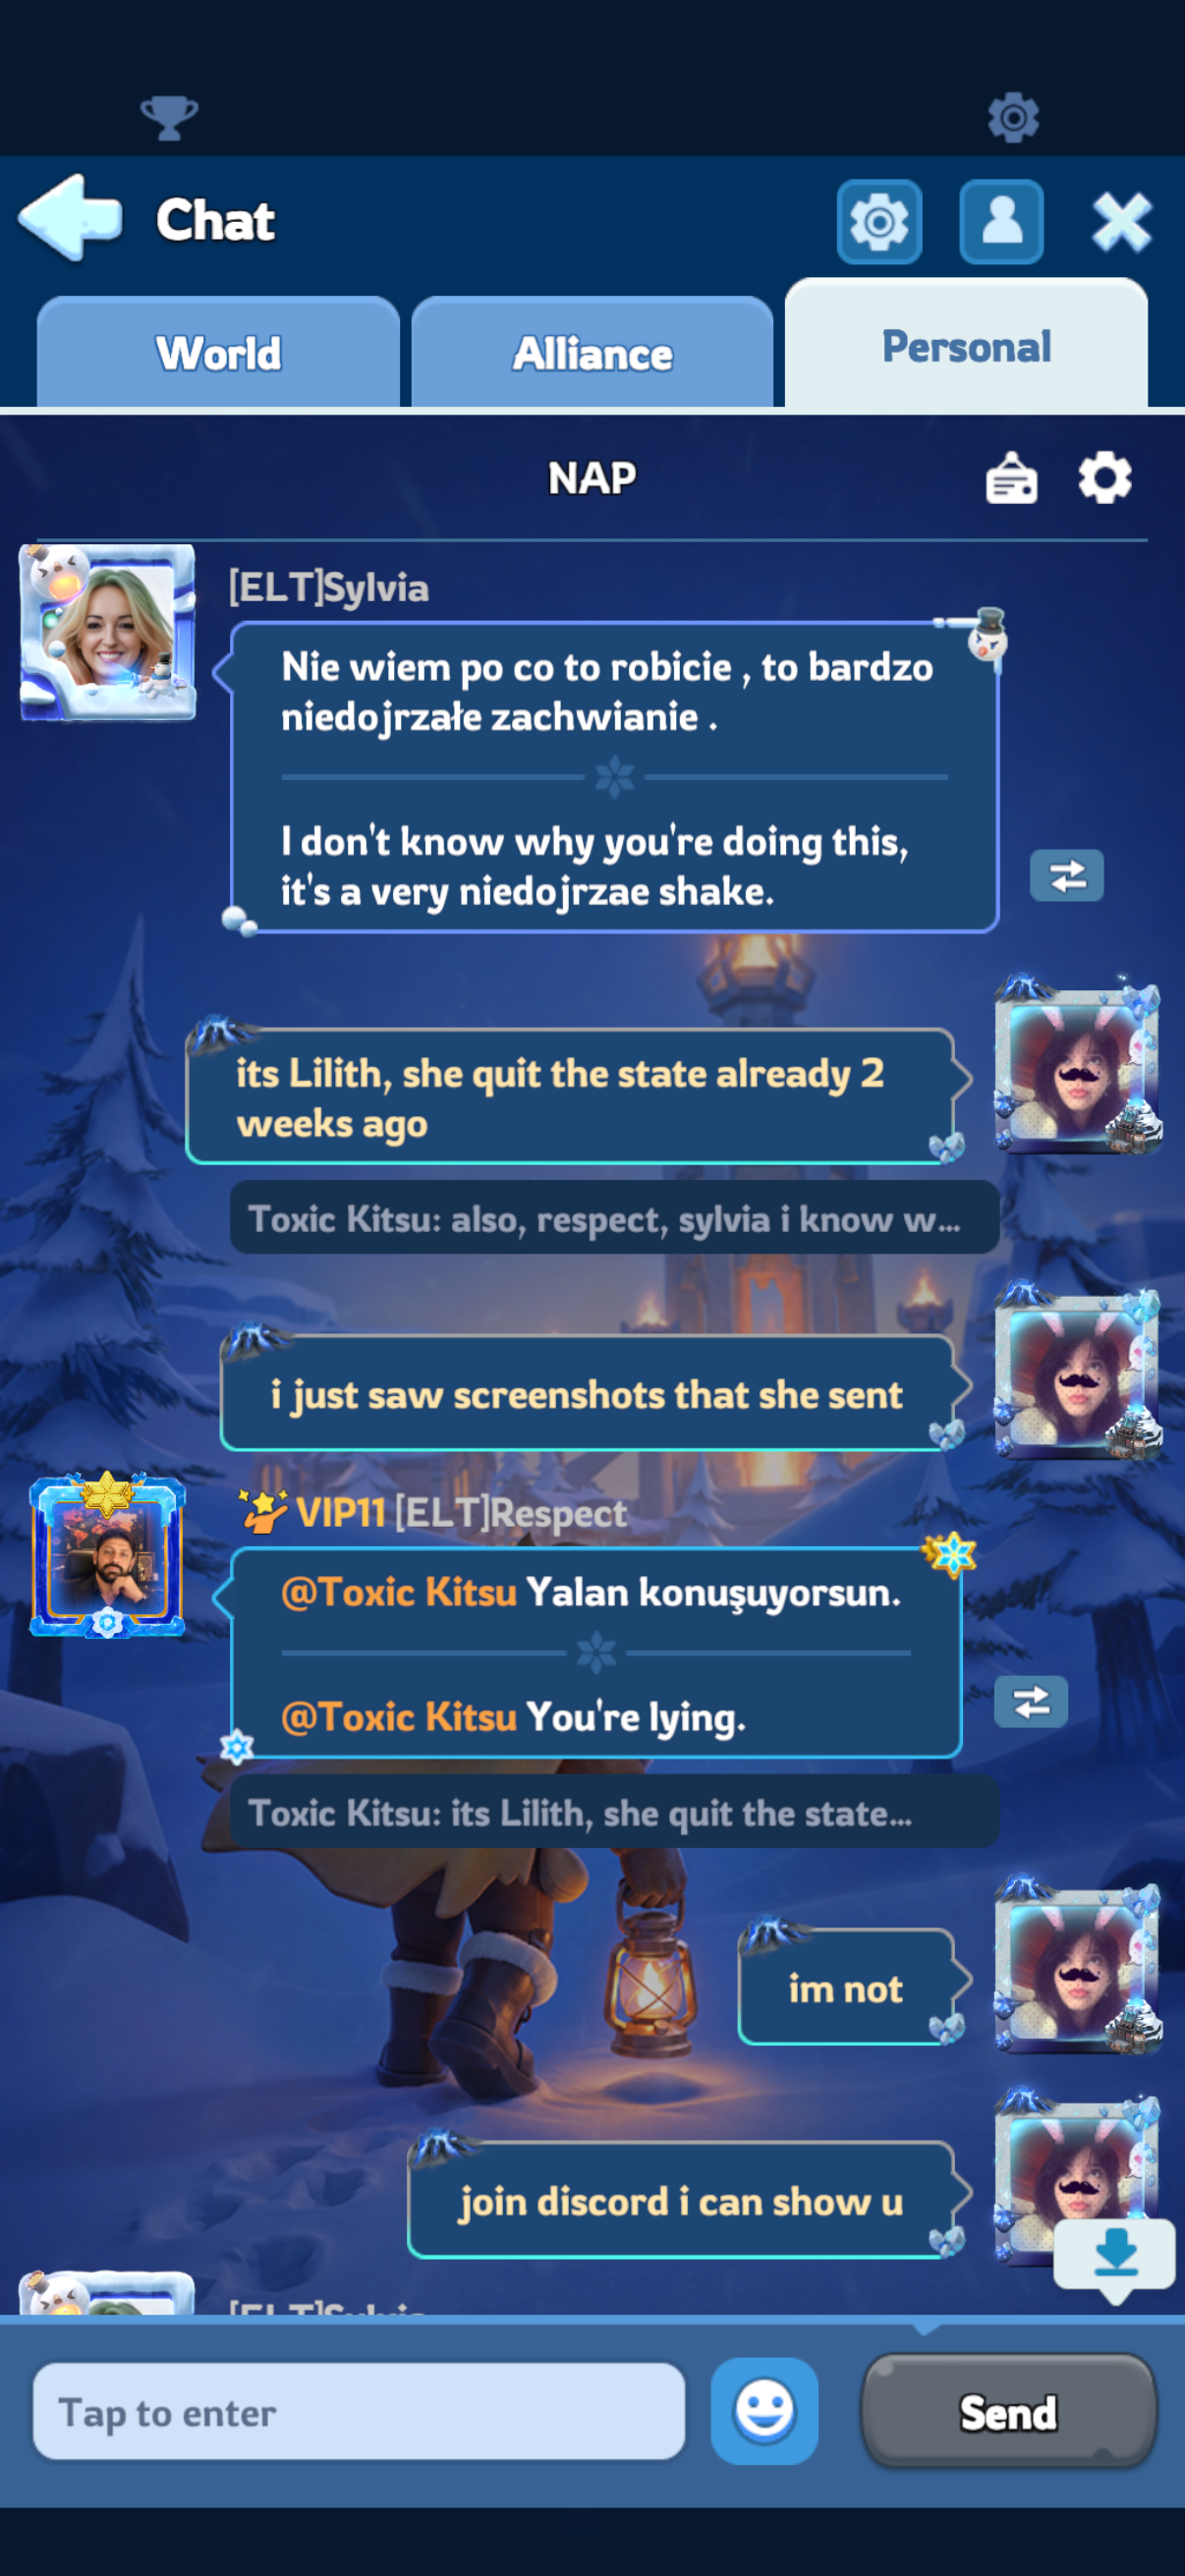 Chat
World
Alliance
Personal
NAP
[ELT]Sylvia
Nie wiem po co to robicie , to bardzo
niedojrzałe zachwianie .
I don't know why you're doing this,
it's a very niedojrzae shake.
its Lilith, she quit the state already 2
weeks ago
Toxic Kitsu: also, respect, sylvia i know w...
i just saw screenshots that she sent
VIP11 [ELT]Respect
@Toxic Kitsu Yalan konuşuyorsun.
@Toxic Kitsu You're lying.
Toxic Kitsu: its Lilith, she quit the state...
im not
join discord i can show u
[ELT]Sylvia
Tap to enter
Send